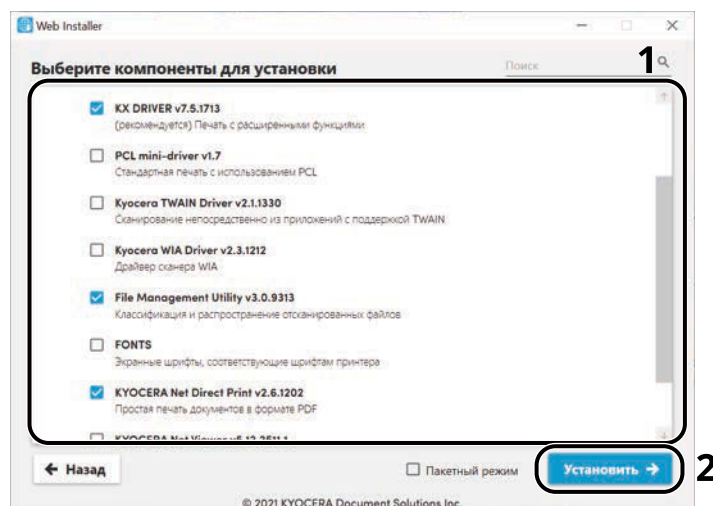 Web Installer
Выберите компоненты для установки
Поиск
1
KX DRIVER v7.5.1713
(рекомендуется) Печать с расширенными функциями
PCL mini-driver v1.7
Стандартная печать с использованием PCL
Kyocera TWAIN Driver v2.1.1330
Сканирование непосредственно из приложений с поддержкой TWAIN
Kyocera WIA Driver v2.3.1212
Драйвер сканера WIA
File Management Utility v3.0.9313
Классификация и распространение отсканированных файлов
FONTS
Экранные шрифты, соответствующие шрифтам принтера
KYOCERA Net Direct Print v2.6.1202
Простая печать документов в формате PDF
KYOCERA Net Viewer
Назад
Пакетный режим
Установить
2
© 2021 KYOCERA Document Solutions Inc.